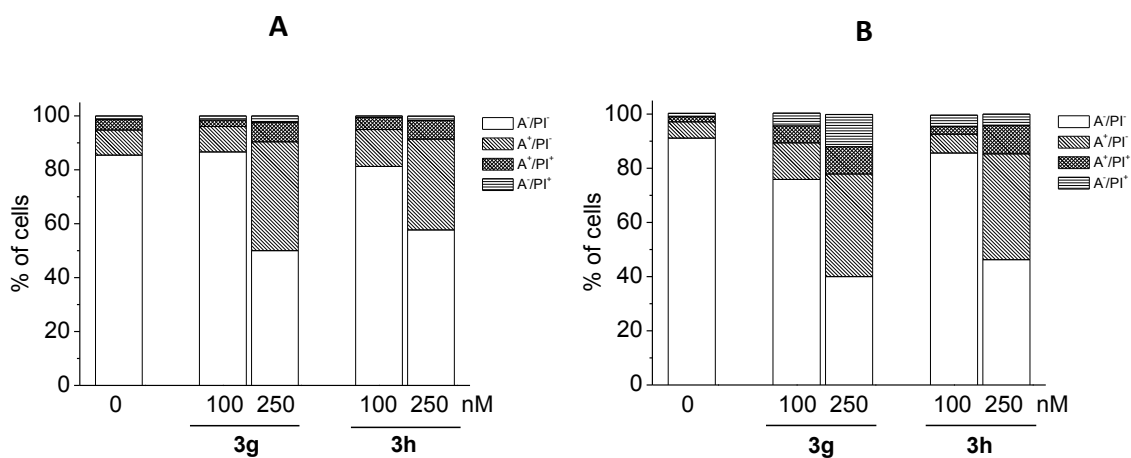 A
% of cells
100
80
60
40
20
0
0 100 250 100 250 nM
3g 3h
A⁻/PI⁻
A⁺/PI⁻
A⁺/PI⁺
A⁻/PI⁺
B
% of cells
100
80
60
40
20
0
0 100 250 100 250 nM
3g 3h
A⁻/PI⁻
A⁺/PI⁻
A⁺/PI⁺
A⁻/PI⁺